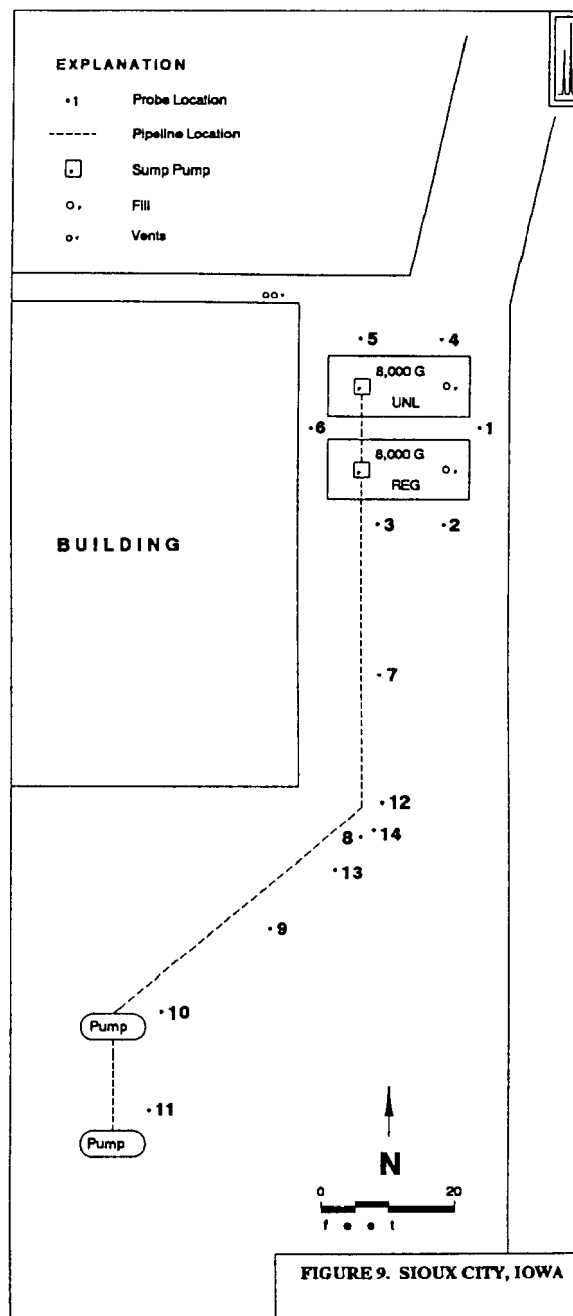 EXPLANATION
•1 Probe Location
Pipeline Location
Sump Pump
Fill
Vents
•5 •4
8,000 G
UNL
•6 •1
8,000 G
REG
•3 •2
BUILDING
•7
•12
8• •14
•13
•9
•10
Pump
•11
Pump
N
0 20
feet
FIGURE 9. SIOUX CITY, IOWA